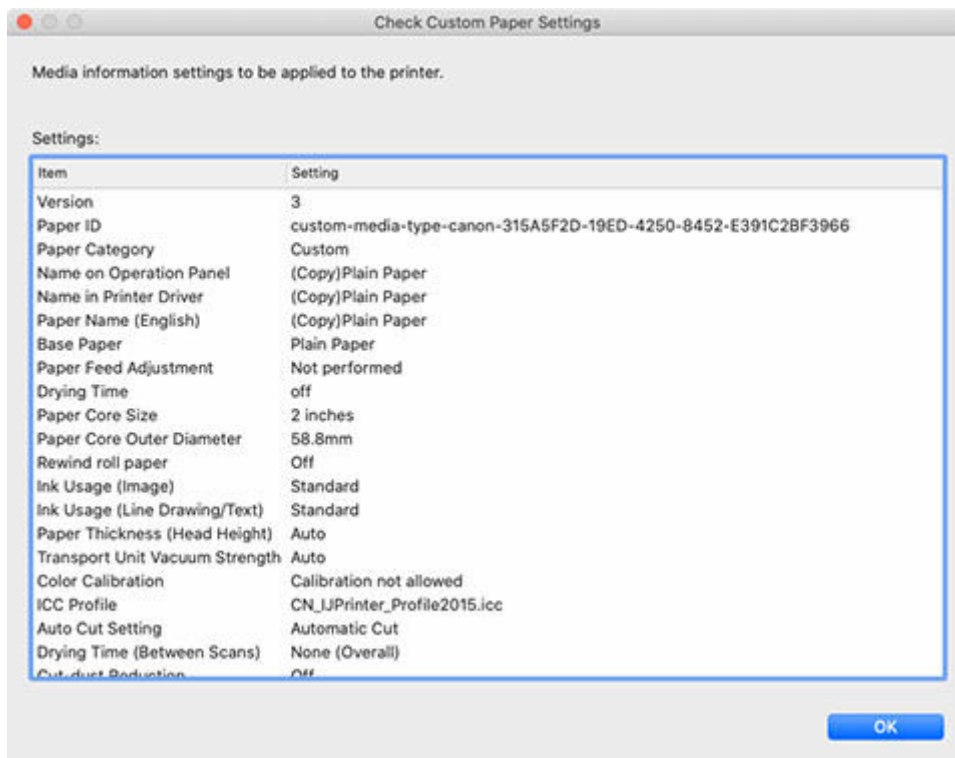 Check Custom Paper Settings
Media information settings to be applied to the printer.
Settings:
Item Setting
Version 3
Paper ID custom-media-type-canon-315A5F2D-19ED-4250-8452-E391C2BF3966
Paper Category Custom
Name on Operation Panel (Copy)Plain Paper
Name in Printer Driver (Copy)Plain Paper
Paper Name (English) (Copy)Plain Paper
Base Paper Plain Paper
Paper Feed Adjustment Not performed
Drying Time off
Paper Core Size 2 inches
Paper Core Outer Diameter 58.8mm
Rewind roll paper Off
Ink Usage (Image) Standard
Ink Usage (Line Drawing/Text) Standard
Paper Thickness (Head Height) Auto
Transport Unit Vacuum Strength Auto
Color Calibration Calibration not allowed
ICC Profile CN_IJPrinter_Profile2015.icc
Auto Cut Setting Automatic Cut
Drying Time (Between Scans) None (Overall)
Cut-dust Reduction Off
OK